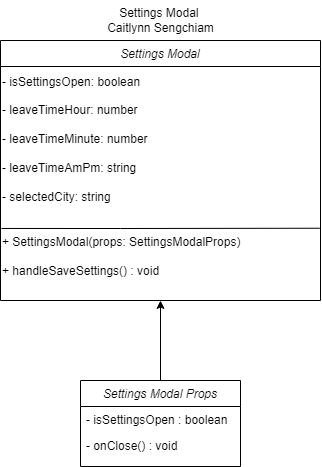 Settings Modal
Caitlynn Sengchiam
Settings Modal
- isSettingsOpen: boolean
- leaveTimeHour: number
- leaveTimeMinute: number
- leaveTimeAmPm: string
- selectedCity: string
+ SettingsModal(props: SettingsModalProps)
+ handleSaveSettings() : void
Settings Modal Props
- isSettingsOpen : boolean
- onClose() : void